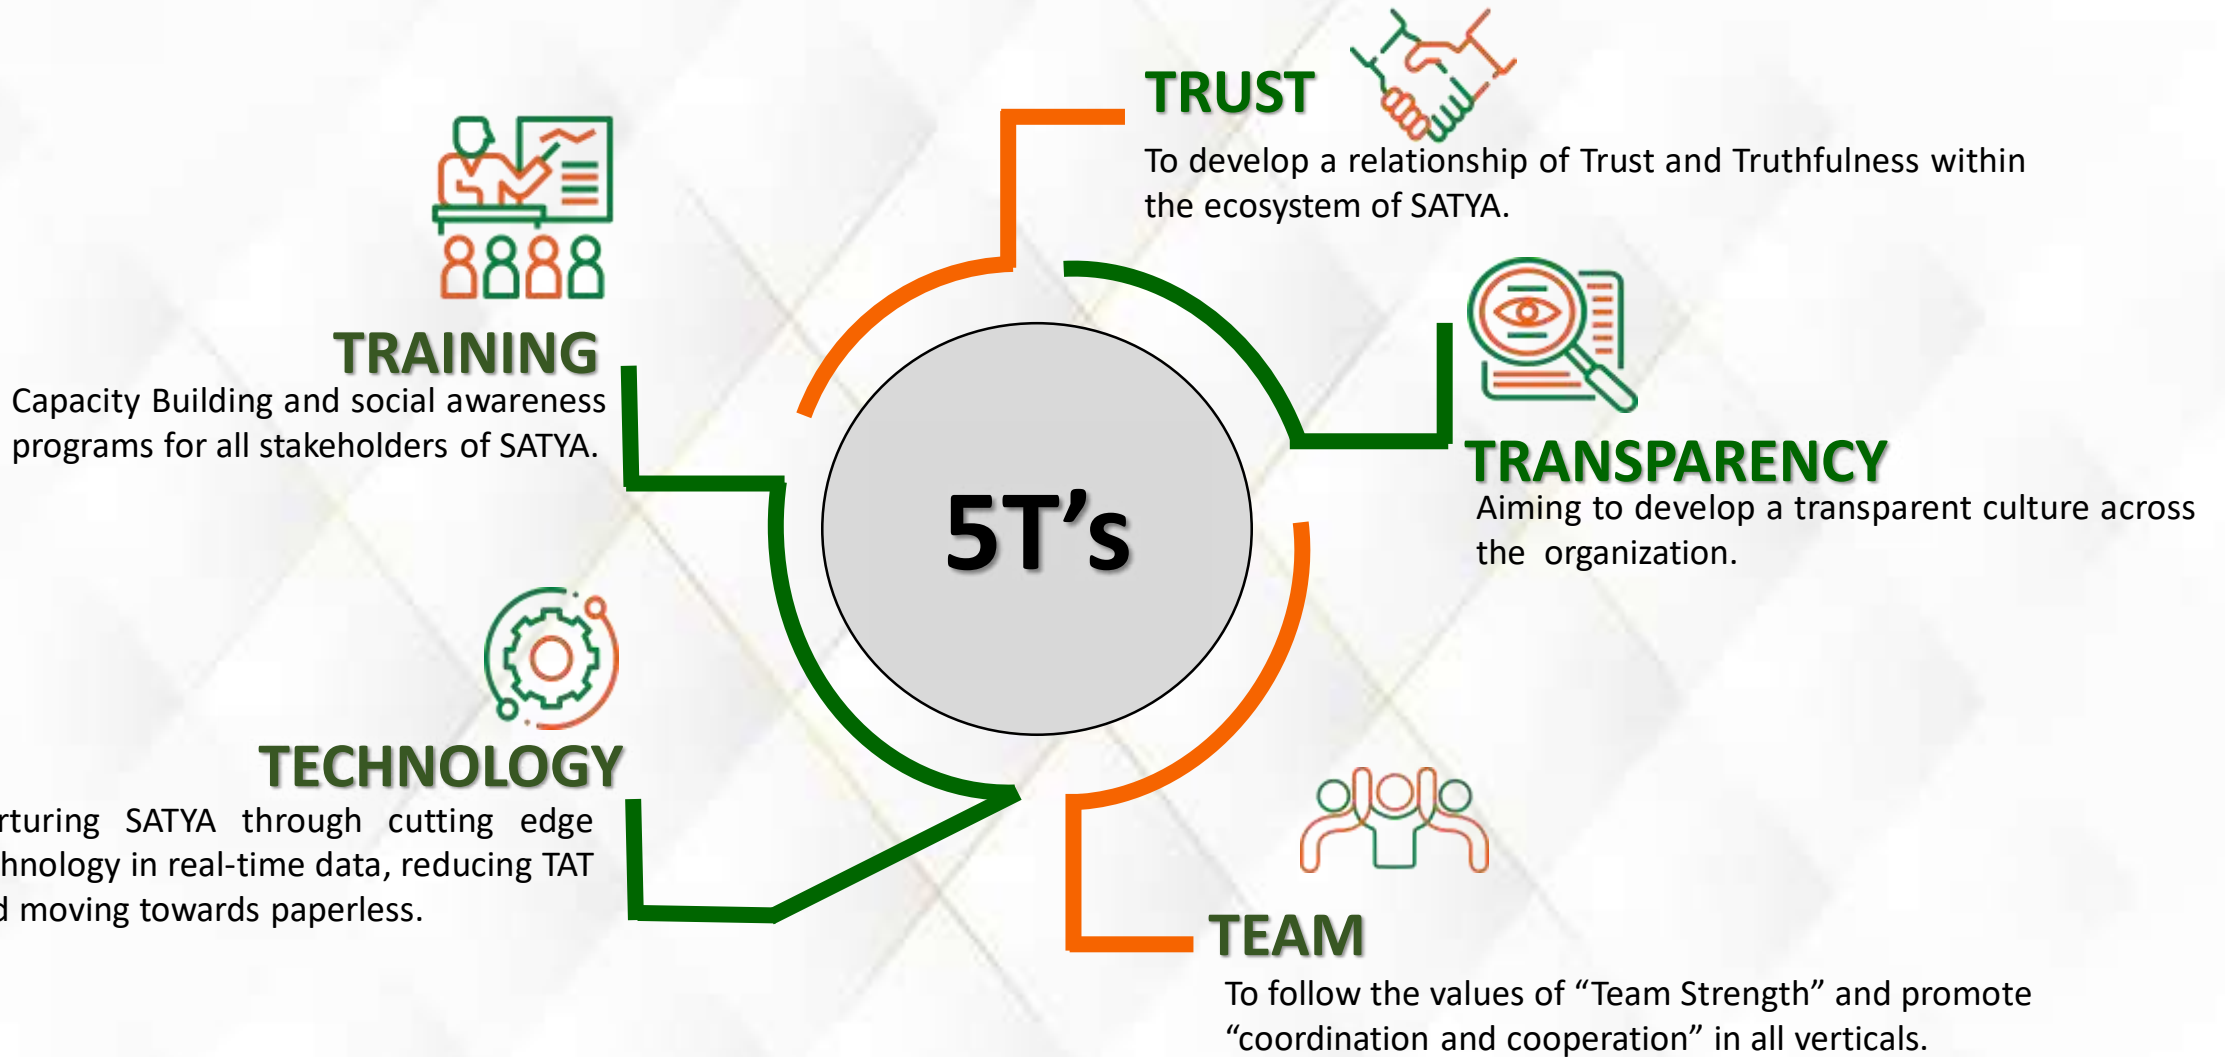 TRUST
To develop a relationship of Trust and Truthfulness within
the ecosystem of SATYA.
TRANSPARENCY
Aiming to develop a transparent culture across
the organization.
TEAM
To follow the values of “Team Strength” and promote
“coordination and cooperation” in all verticals.
TECHNOLOGY
rturing SATYA through cutting edge
hnology in real-time data, reducing TAT
d moving towards paperless.
TRAINING
Capacity Building and social awareness
programs for all stakeholders of SATYA.
5T’s